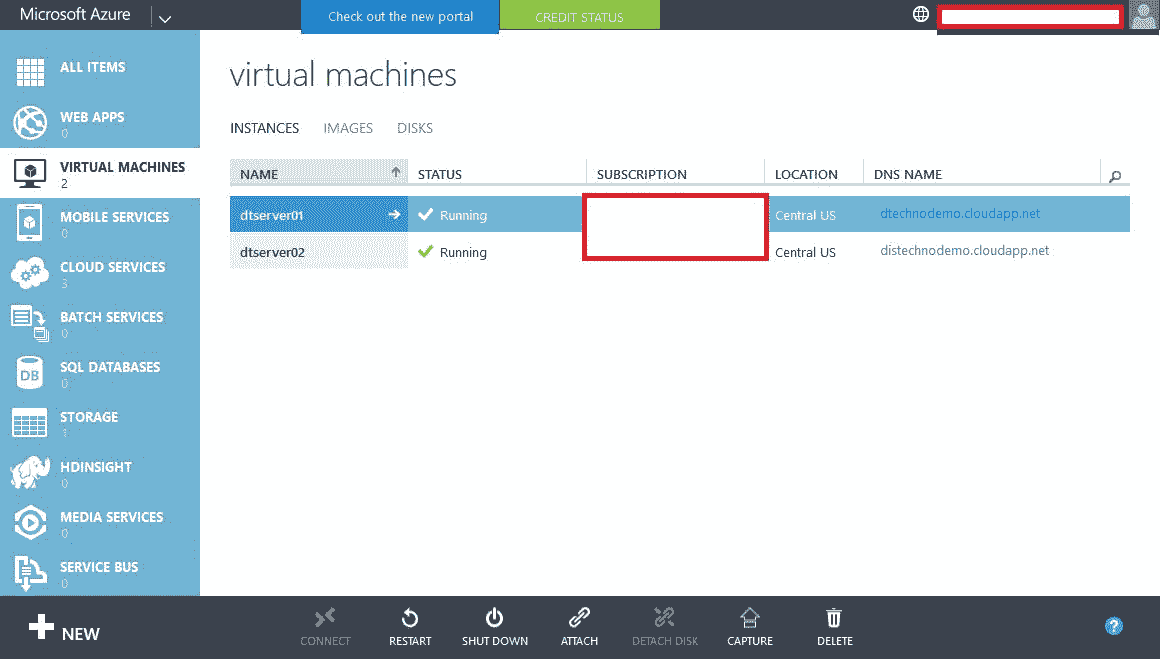 Microsoft Azure Check out the new portal CREDIT STATUS
virtual machines
INSTANCES IMAGES DISKS
NAME STATUS SUBSCRIPTION LOCATION DNS NAME
dtserver01 Running Central US dtechnodemo.cloudapp.net
dtserver02 Running Central US distechnodemo.cloudapp.net
ALL ITEMS
WEB APPS
0
VIRTUAL MACHINES
2
MOBILE SERVICES
0
CLOUD SERVICES
3
BATCH SERVICES
0
SQL DATABASES
DB
0
STORAGE
1
HDINSIGHT
0
MEDIA SERVICES
0
SERVICE BUS
0
NEW
CONNECT RESTART SHUT DOWN ATTACH DETACH DISK CAPTURE DELETE
?